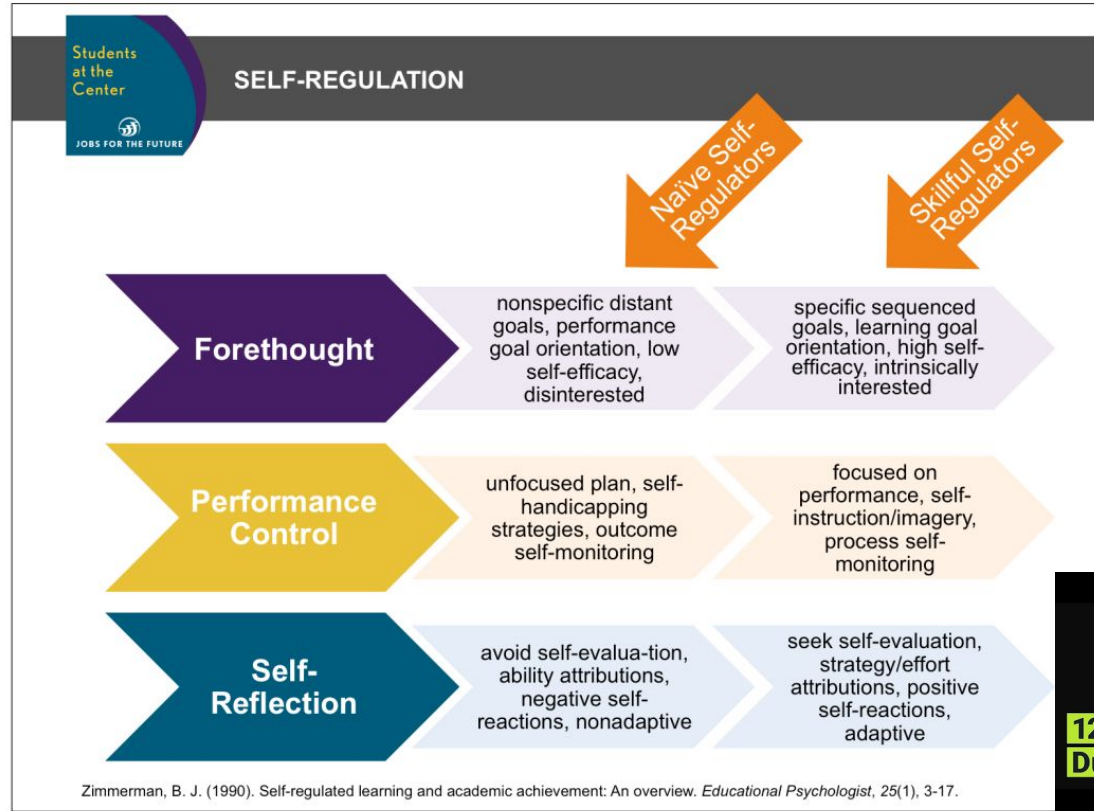 Students
at the
Center
JOBS FOR THE FUTURE
SELF-REGULATION
Naïve Self-
Regulators
Skillful Self-
Regulators
Forethought
nonspecific distant
goals, performance
goal orientation, low
self-efficacy,
disinterested
specific sequenced
goals, learning goal
orientation, high self-
efficacy, intrinsically
interested
Performance
Control
unfocused plan, self-
handicapping
strategies, outcome
self-monitoring
focused on
performance, self-
instruction/imagery,
process self-
monitoring
Self-
Reflection
avoid self-evalua-tion,
ability attributions,
negative self-
reactions, nonadaptive
seek self-evaluation,
strategy/effort
attributions, positive
self-reactions,
adaptive
12
Zimmerman, B. J. (1990). Self-regulated learning and academic achievement: An overview. Educational Psychologist, 25(1), 3-17.